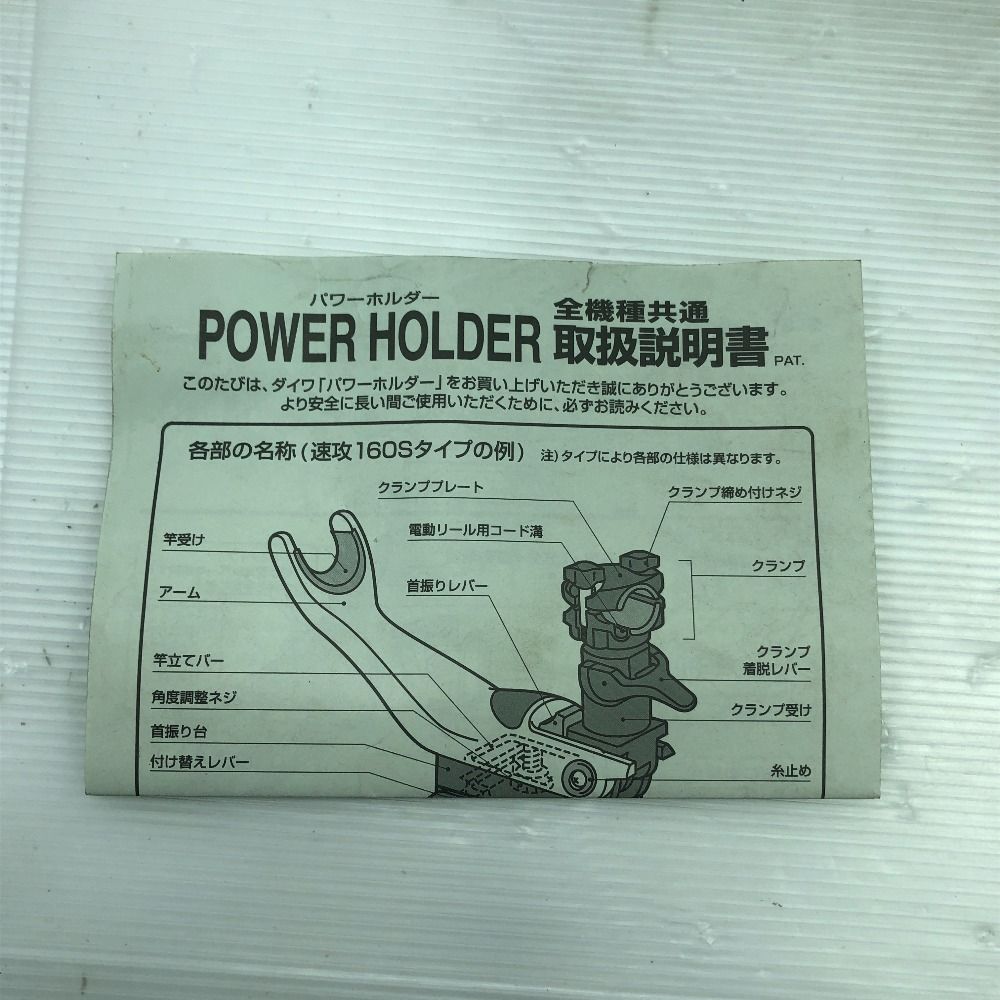 パワーホルダー
POWER HOLDER 全機種共通
取扱説明書 PAT.
このたびは、ダイワ「パワーホルダー」をお買い上げいただき誠にありがとうございます。
より安全に長い間ご使用いただくために、必ずお読みください。
各部の名称(速攻160Sタイプの例) 注)タイプにより各部の仕様は異なります。
クランププレート
クランプ締め付けネジ
竿受け
電動リール用コード溝
クランプ
アーム
首振りレバー
竿立てバー
クランプ
着脱レバー
角度調整ネジ
クランプ受け
首振り台
付け替えレバー
糸止め